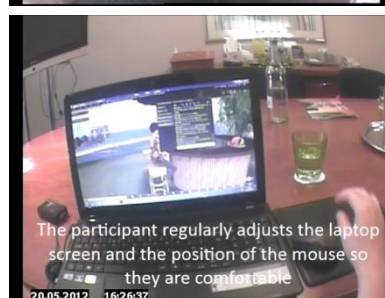 The participant regularly adjusts the laptop
screen and the position of the mouse so
they are comfortable
20.05.2012 16:26:37